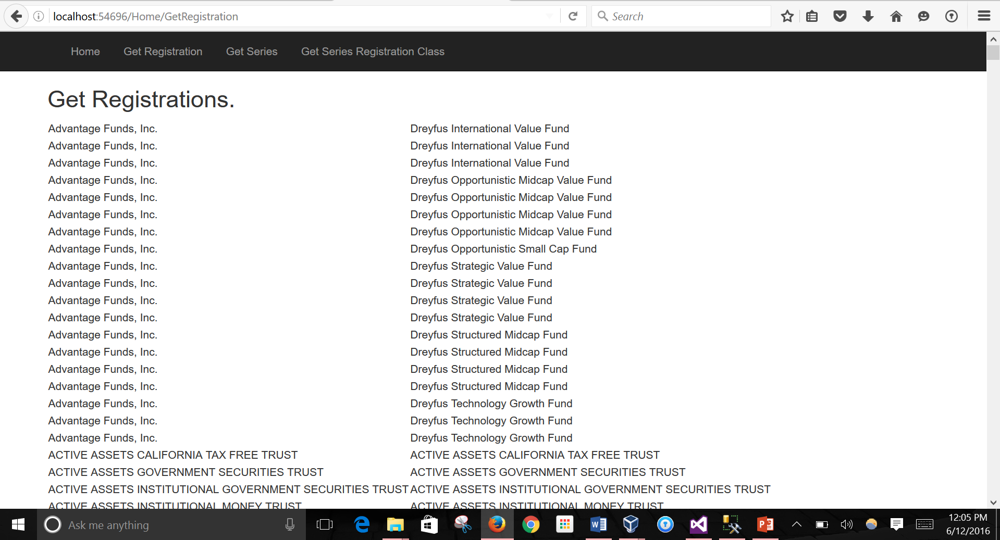 localhost:54696/Home/GetRegistration
Search
Home Get Registration Get Series Get Series Registration Class
Get Registrations.
Advantage Funds, Inc. Dreyfus International Value Fund
Advantage Funds, Inc. Dreyfus International Value Fund
Advantage Funds, Inc. Dreyfus International Value Fund
Advantage Funds, Inc. Dreyfus Opportunistic Midcap Value Fund
Advantage Funds, Inc. Dreyfus Opportunistic Midcap Value Fund
Advantage Funds, Inc. Dreyfus Opportunistic Midcap Value Fund
Advantage Funds, Inc. Dreyfus Opportunistic Midcap Value Fund
Advantage Funds, Inc. Dreyfus Opportunistic Small Cap Fund
Advantage Funds, Inc. Dreyfus Strategic Value Fund
Advantage Funds, Inc. Dreyfus Strategic Value Fund
Advantage Funds, Inc. Dreyfus Strategic Value Fund
Advantage Funds, Inc. Dreyfus Strategic Value Fund
Advantage Funds, Inc. Dreyfus Structured Midcap Fund
Advantage Funds, Inc. Dreyfus Structured Midcap Fund
Advantage Funds, Inc. Dreyfus Structured Midcap Fund
Advantage Funds, Inc. Dreyfus Structured Midcap Fund
Advantage Funds, Inc. Dreyfus Technology Growth Fund
Advantage Funds, Inc. Dreyfus Technology Growth Fund
Advantage Funds, Inc. Dreyfus Technology Growth Fund
ACTIVE ASSETS CALIFORNIA TAX FREE TRUST ACTIVE ASSETS CALIFORNIA TAX FREE TRUST
ACTIVE ASSETS GOVERNMENT SECURITIES TRUST ACTIVE ASSETS GOVERNMENT SECURITIES TRUST
ACTIVE ASSETS INSTITUTIONAL GOVERNMENT SECURITIES TRUST ACTIVE ASSETS INSTITUTIONAL GOVERNMENT SECURITIES TRUST
ACTIVE ASSETS INSTITUTIONAL MONEY TRUST ACTIVE ASSETS INSTITUTIONAL MONEY TRUST
Ask me anything
12:05 PM
6/12/2016